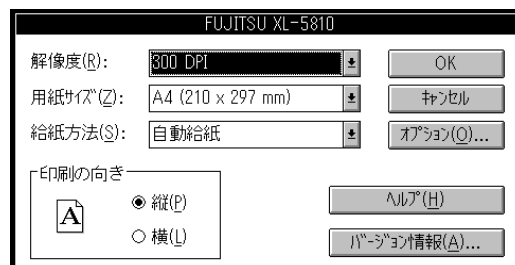 FUJITSU XL-5810
解像度(R): 300 DPI OK
用紙ｻｲｽﾞ(Z): A4 (210 x 297 mm) ｷｬﾝｾﾙ
給紙方法(S): 自動給紙 ｵﾌﾟｼｮﾝ(O)...
印刷の向き
A 縦(P) ﾍﾙﾌﾟ(H)
横(L) ﾊﾞｰｼﾞｮﾝ情報(A)...